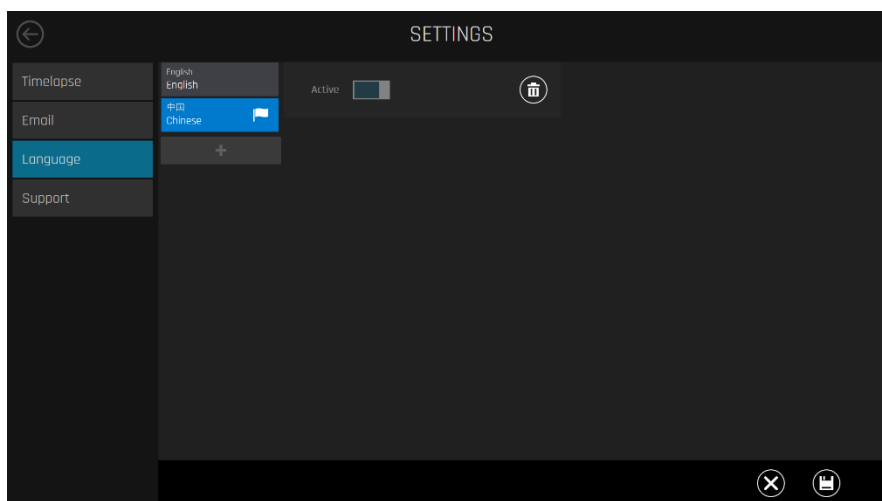 SETTINGS
Timelapse
Email
Language
Support
English
English
中国
Chinese
+
Active